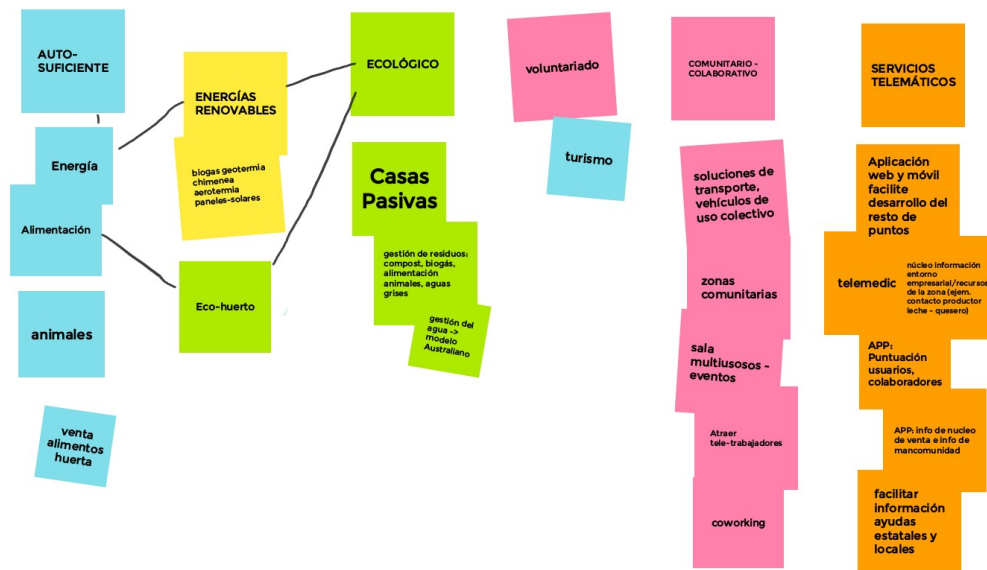 AUTO-
SUFICIENTE
Energía
Alimentación
animales
venta
alimentos
huerta
ENERGÍAS
RENOVABLES
biogas geotermia
chimenea
aerotermia
paneles-solares
Eco-huerto
ECOLÓGICO
Casas
Pasivas
gestión de residuos:
compost, biogás,
alimentación
animales, aguas
grises
gestión del
agua ->
modelo
Australiano
voluntariado
turismo
COMUNITARIO -
COLABORATIVO
soluciones de
transporte,
vehículos de
uso colectivo
zonas
comunitarias
sala
multiusosos -
eventos
Atraer
tele-trabajadores
coworking
SERVICIOS
TELEMÁTICOS
Aplicación
web y móvil
facilite
desarrollo del
resto de
puntos
telemedic
núcleo información
entorno
empresarial/recursos
de la zona (ejem.
contacto productor
leche - quesero)
APP:
Puntuación
usuarios,
colaboradores
APP: info de nucleo
de venta e info de
mancomunidad
facilitar
información
ayudas
estatales y
locales